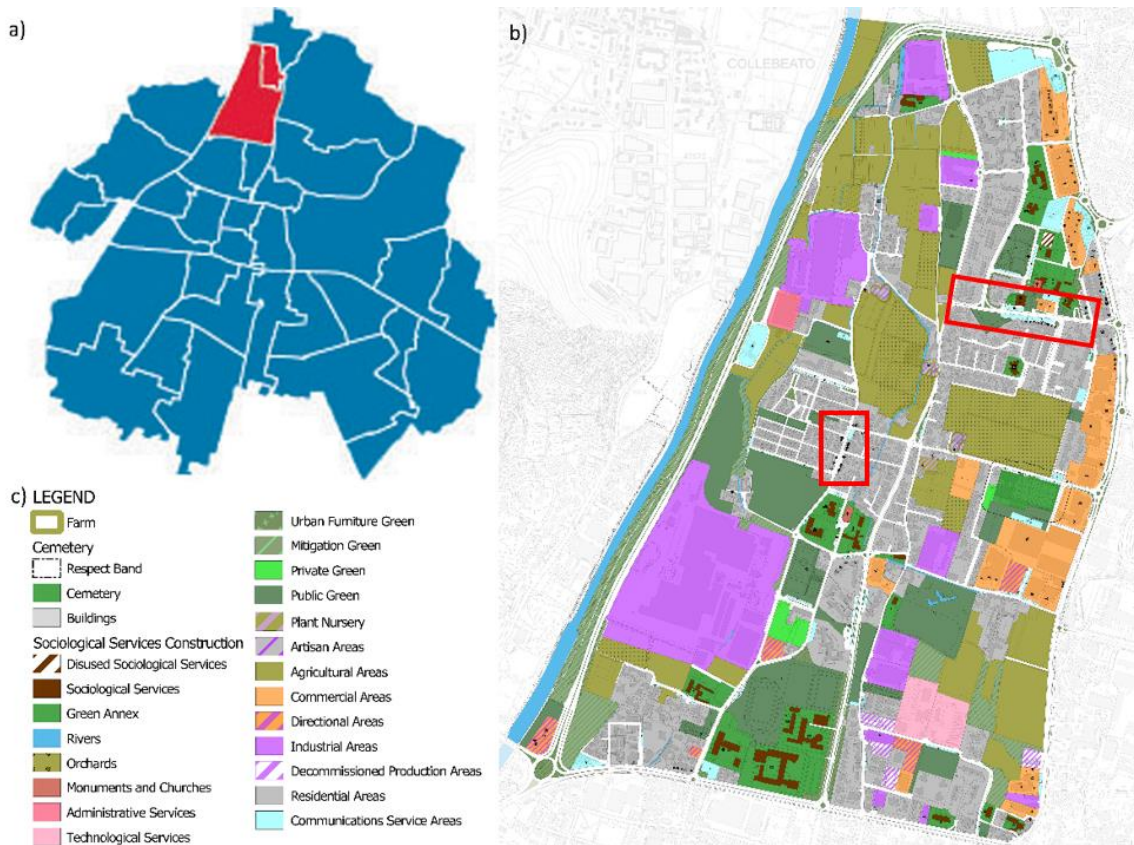 a)
b)
COLLEBEATO
c) LEGEND
Farm
Cemetery
Respect Band
Cemetery
Buildings
Sociological Services Construction
Disused Sociological Services
Sociological Services
Green Annex
Rivers
Orchards
Monuments and Churches
Administrative Services
Technological Services
Urban Furniture Green
Mitigation Green
Private Green
Public Green
Plant Nursery
Artisan Areas
Agricultural Areas
Commercial Areas
Directional Areas
Industrial Areas
Decommissioned Production Areas
Residential Areas
Communications Service Areas